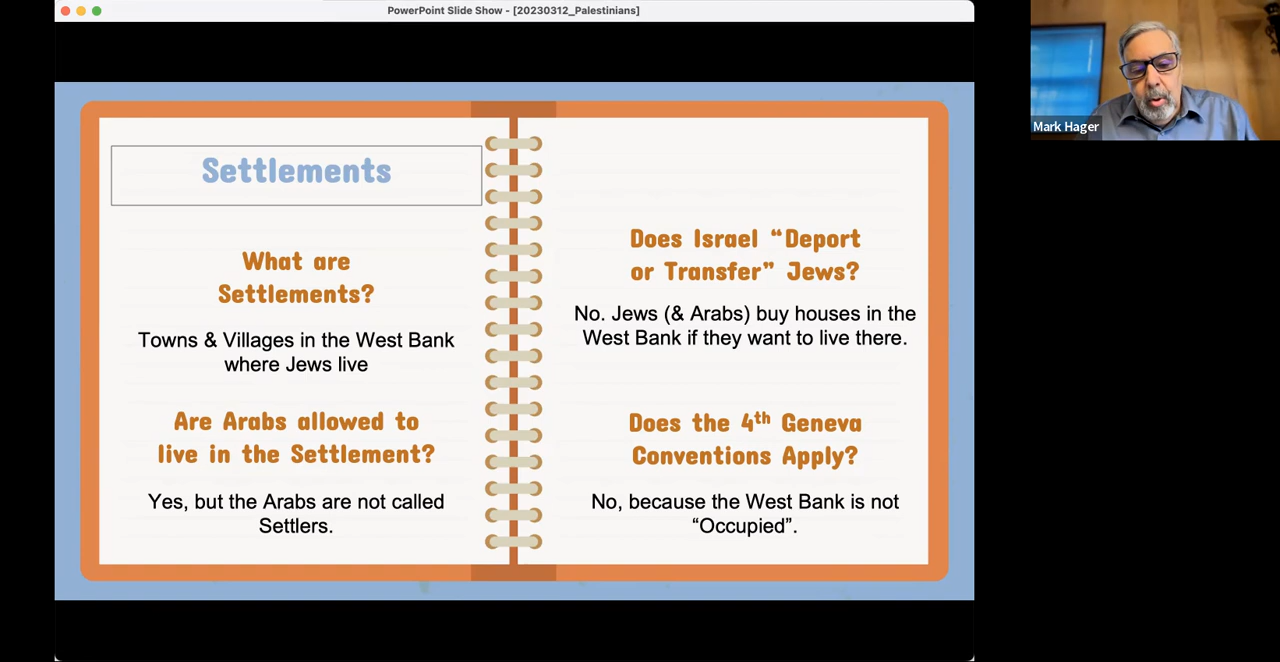 PowerPoint Slide Show - [20230312_Palestinians]
Settlements
What are
Settlements?
Towns & Villages in the West Bank
where Jews live
Are Arabs allowed to
live in the Settlement?
Yes, but the Arabs are not called
Settlers.
Does Israel “Deport
or Transfer” Jews?
No. Jews (& Arabs) buy houses in the
West Bank if they want to live there.
Does the 4th Geneva
Conventions Apply?
No, because the West Bank is not
“Occupied”.
Mark Hager